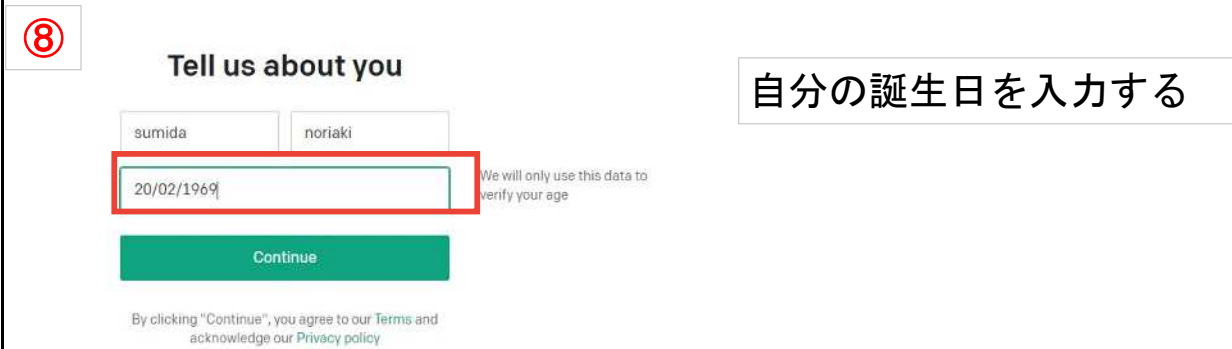 ⑧
Tell us about you
自分の誕生日を入力する
sumida noriaki
20/02/1969
We will only use this data to
verify your age
Continue
By clicking "Continue", you agree to our Terms and
acknowledge our Privacy policy